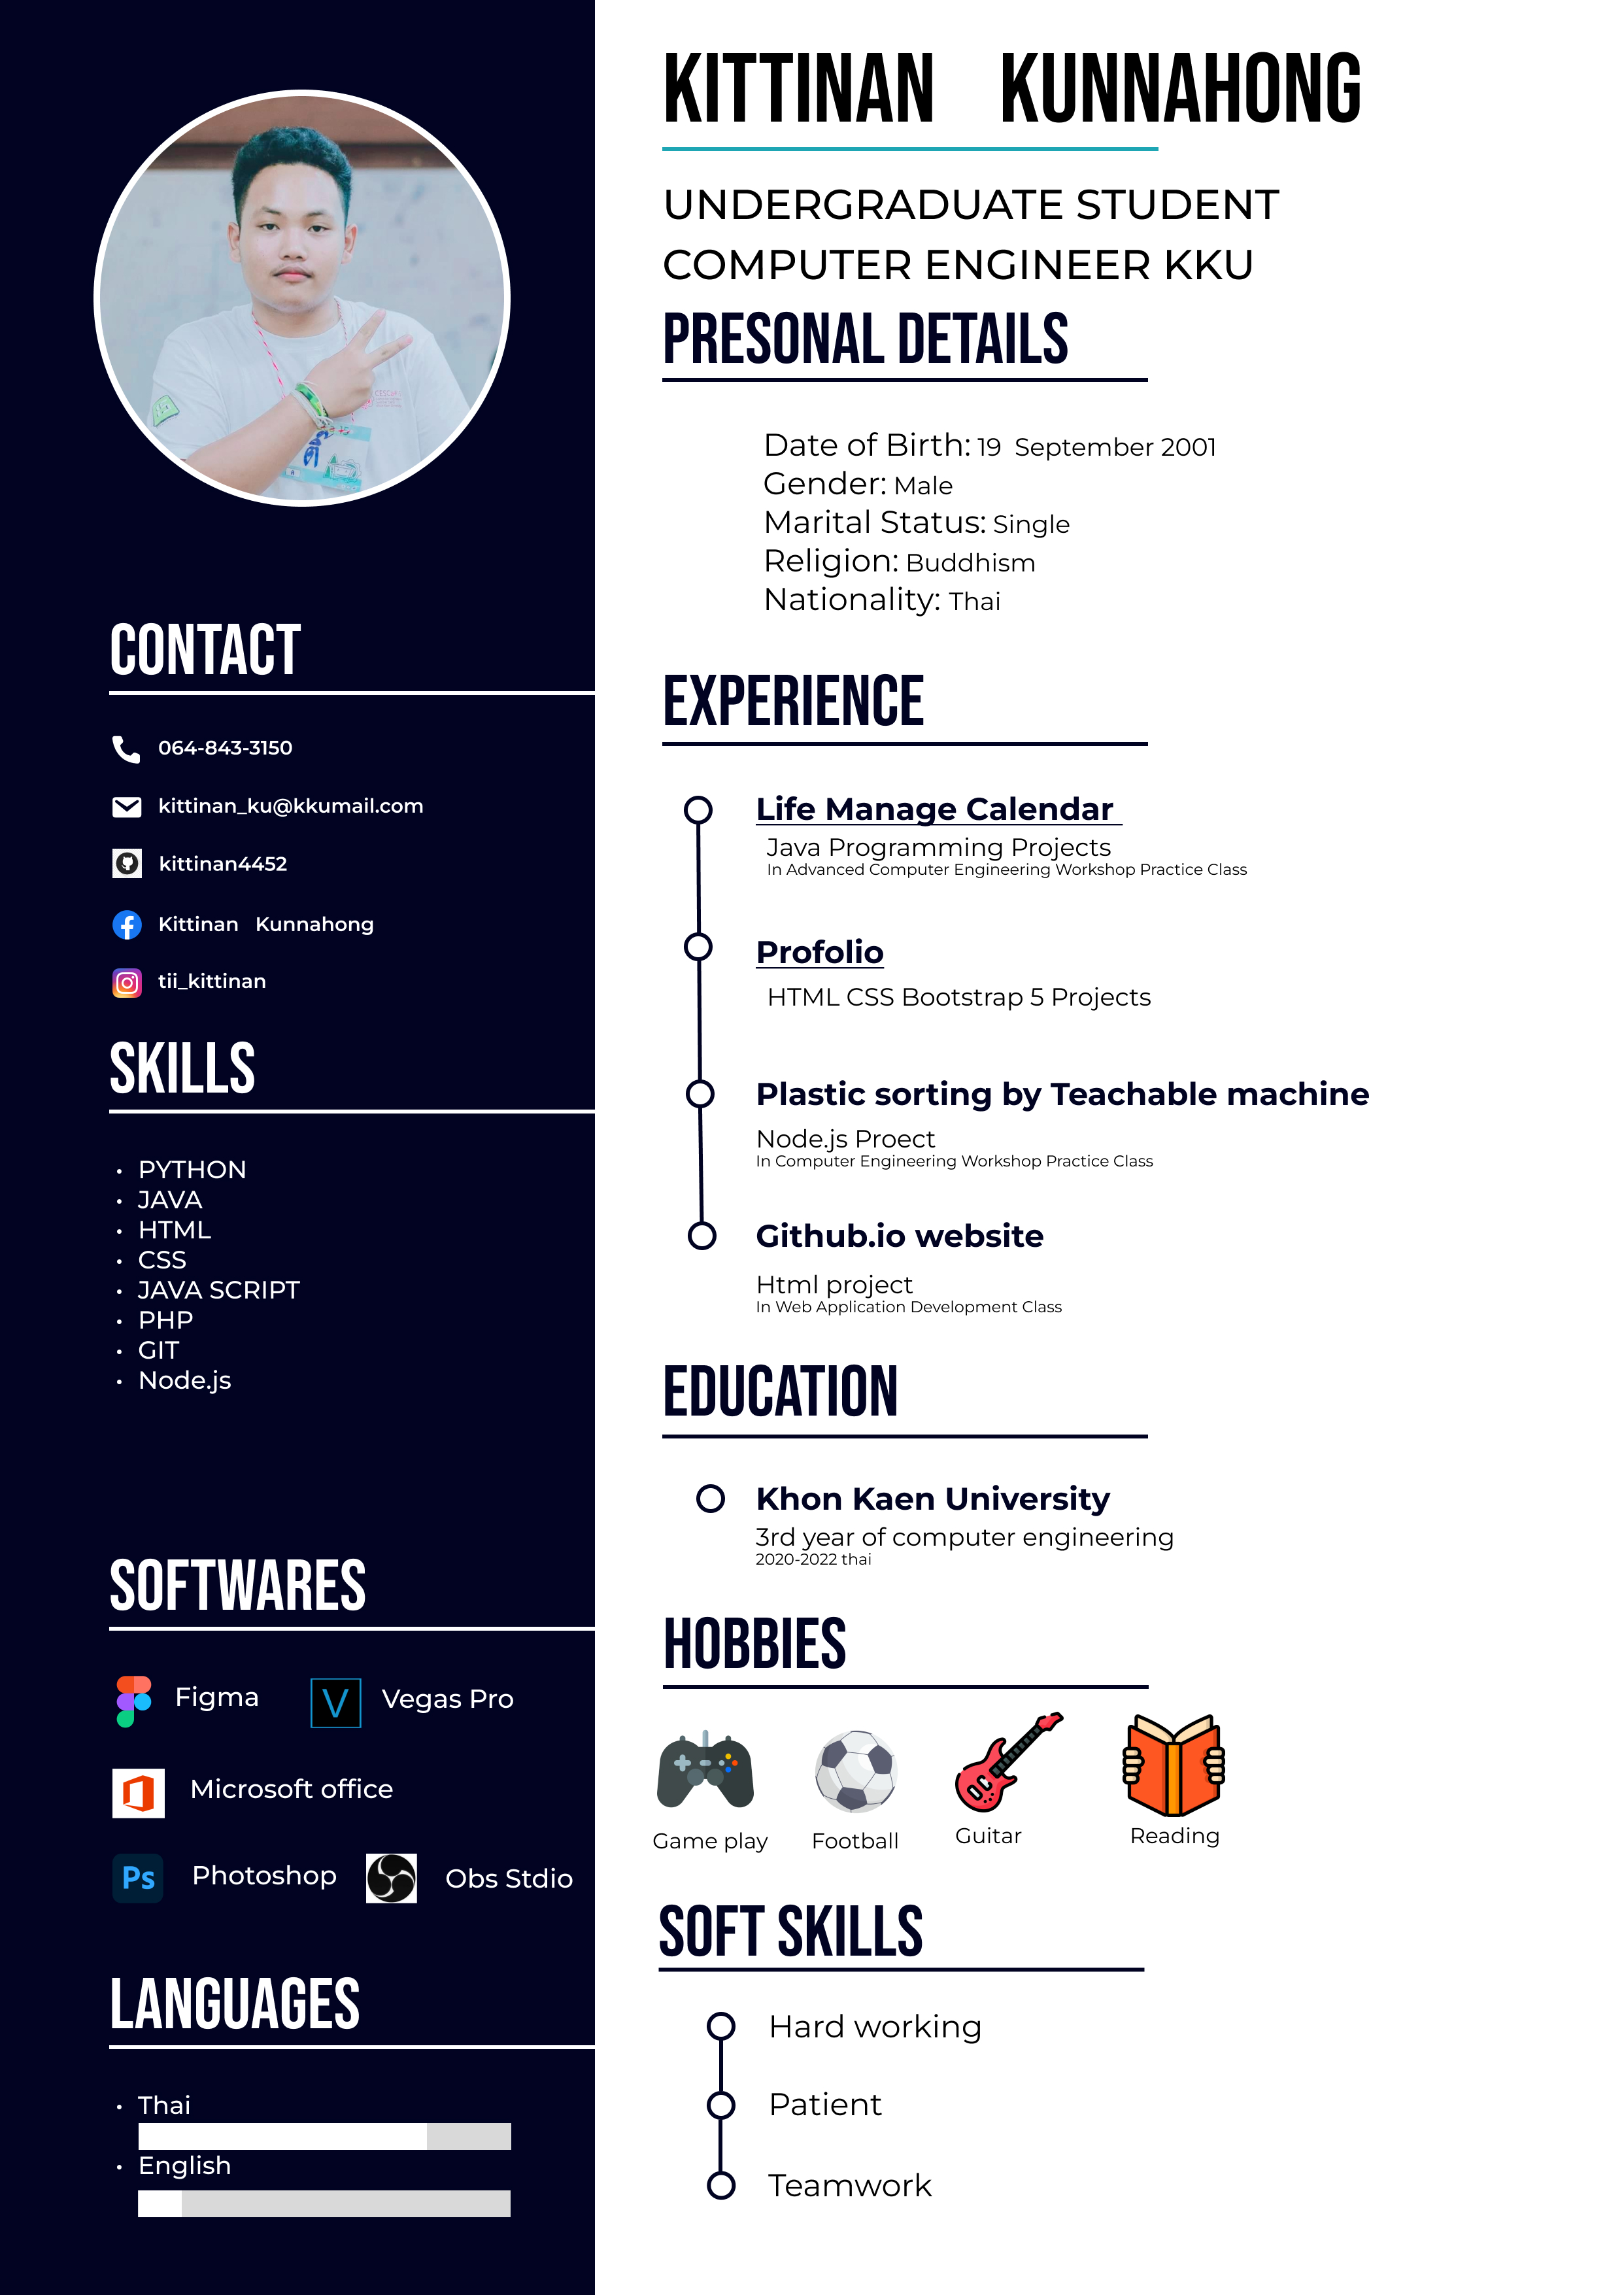 KITTINAN KUNNAHONG
UNDERGRADUATE STUDENT
COMPUTER ENGINEER KKU
PRESONAL DETAILS
Date of Birth: 19 September 2001
Gender: Male
Marital Status: Single
Religion: Buddhism
Nationality: Thai
CONTACT
064-843-3150
kittinan_ku@kkumail.com
kittinan4452
Kittinan Kunnahong
tii_kittinan
SKILLS
• PYTHON
• JAVA
• HTML
• CSS
• JAVA SCRIPT
• PHP
• GIT
• Node.js
SOFTWARES
Figma
V Vegas Pro
Microsoft office
Ps Photoshop
Obs Stdio
LANGUAGES
• Thai
• English
EXPERIENCE
Life Manage Calendar
Java Programming Projects
In Advanced Computer Engineering Workshop Practice Class
Profolio
HTML CSS Bootstrap 5 Projects
Plastic sorting by Teachable machine
Node.js Proect
In Computer Engineering Workshop Practice Class
Github.io website
Html project
In Web Application Development Class
EDUCATION
Khon Kaen University
3rd year of computer engineering
2020-2022 thai
HOBBIES
Game play
Football
Guitar
Reading
SOFT SKILLS
Hard working
Patient
Teamwork